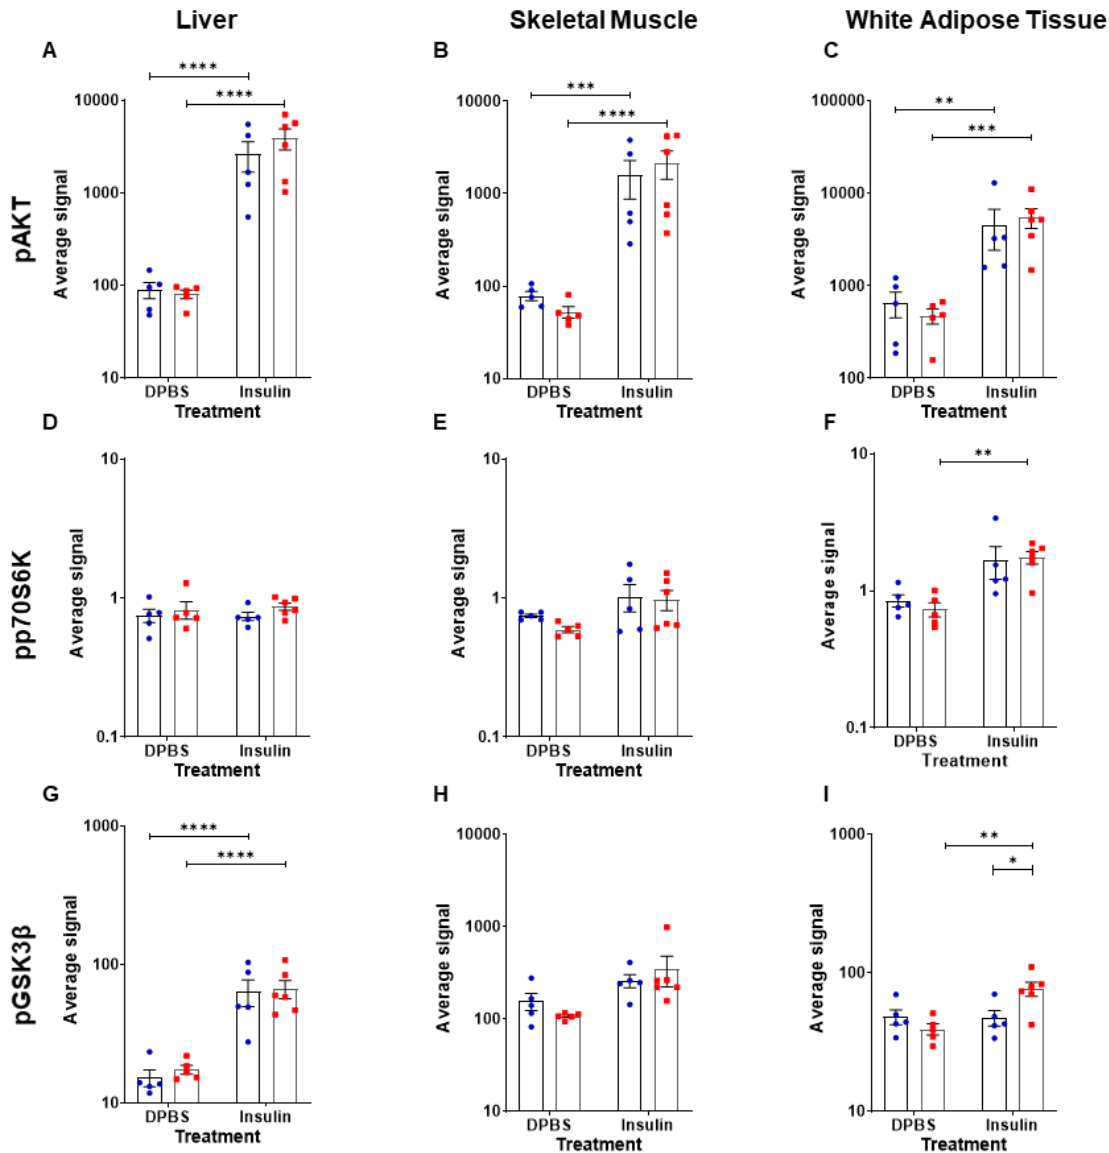 Liver
Skeletal Muscle
White Adipose Tissue
pAKT
A
****
****
10000
1000
100
10
Average signal
DPBS
Insulin
Treatment
B
***
****
10000
1000
100
10
Average signal
DPBS
Insulin
Treatment
C
**
***
100000
10000
1000
100
Average signal
DPBS
Insulin
Treatment
pp70S6K
D
10
1
0.1
Average signal
DPBS
Insulin
Treatment
E
10
1
0.1
Average signal
DPBS
Insulin
Treatment
F
**
10
1
0.1
Average signal
DPBS
Insulin
Treatment
pGSK3β
G
****
****
1000
100
10
Average signal
DPBS
Insulin
Treatment
H
10000
1000
100
10
Average signal
DPBS
Insulin
Treatment
I
**
*
1000
100
10
Average signal
DPBS
Insulin
Treatment